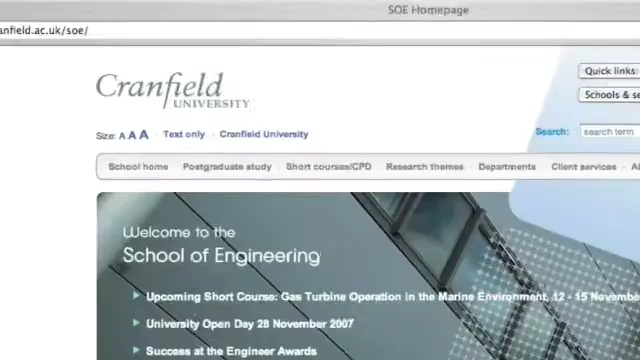 SOE Homepage
anfield.ac.uk/soe/
Cranfield
UNIVERSITY
Quick links:
Schools & se
Size: A A A · Text only · Cranfield University
Search: search term
School home · Postgraduate study · Short courses/CPD · Research themes · Departments · Client services · Al
Welcome to the
School of Engineering
Upcoming Short Course: Gas Turbine Operation in the Marine Environment, 12 - 15 Novembe
University Open Day 28 November 2007
Success at the Engineer Awards